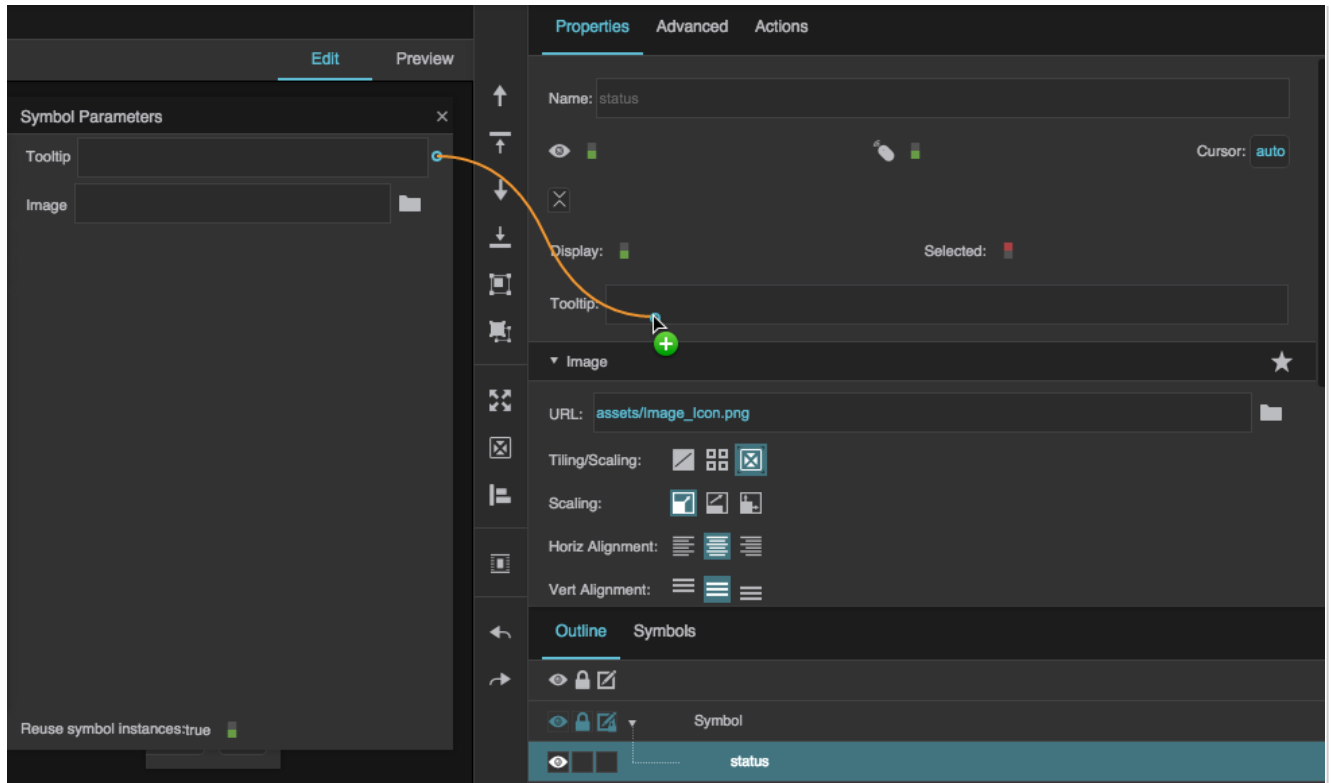 Properties Advanced Actions
Edit Preview
Name: status
Symbol Parameters
Tooltip
Cursor: auto
Image
Display: Selected:
Tooltip:
Image
URL: assets/Image_Icon.png
Tiling/Scaling:
Scaling:
Horiz Alignment:
Vert Alignment:
Outline Symbols
Symbol
Reuse symbol instances:true
status